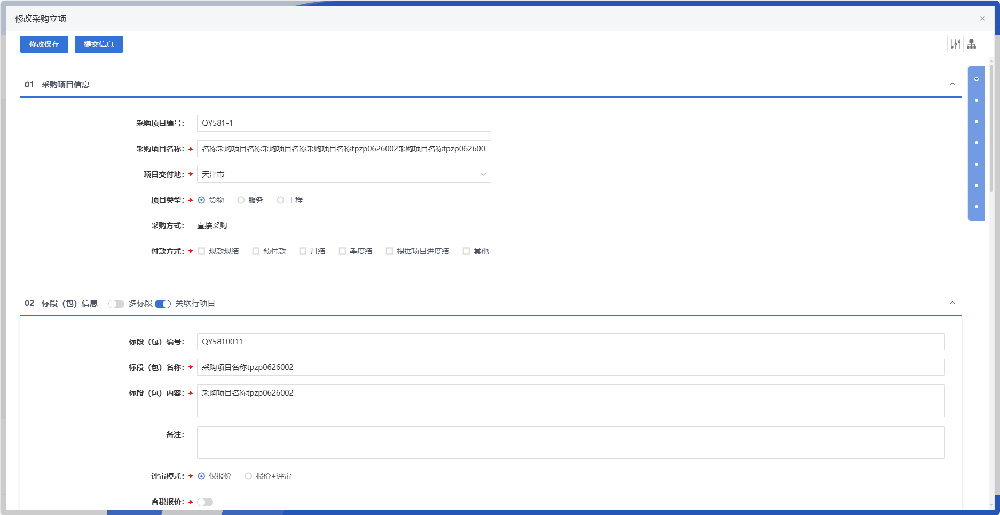 修改采购立项
修改保存 提交信息
01 采购项目信息
采购项目编号： QY581-1
采购项目名称：* 名称采购项目名称采购项目名称采购项目名称tpzp0626002采购项目名称tpzp062600
项目交付地：* 天津市
项目类型：* 货物 服务 工程
采购方式： 直接采购
付款方式：* 现款现结 预付款 月结 季度结 根据项目进度结 其他
02 标段（包）信息 多标段 关联行项目
标段（包）编号： QY5810011
标段（包）名称：* 采购项目名称tpzp0626002
标段（包）内容：* 采购项目名称tpzp0626002
备注：
评审模式：* 仅报价 报价+评审
含税报价：*